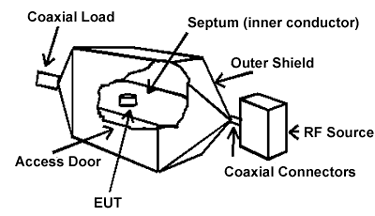 Coaxial Load
Septum (inner conductor)
Outer Shield
RF Source
Access Door
Coaxial Connectors
EUT